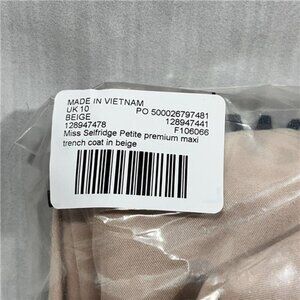 MADE IN VIETNAM
UK 10 PO 500026797481
BEIGE 128947441
128947478 F106066
Miss Selfridge Petite premium maxi
trench coat in beige